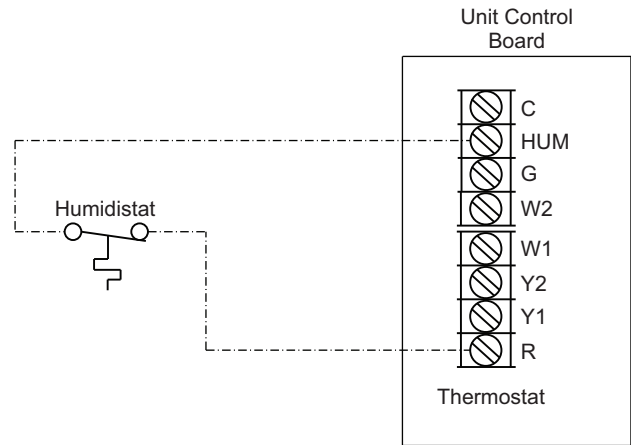 Unit Control
Board
C
HUM
G
W2
Humidistat
W1
Y2
Y1
R
Thermostat